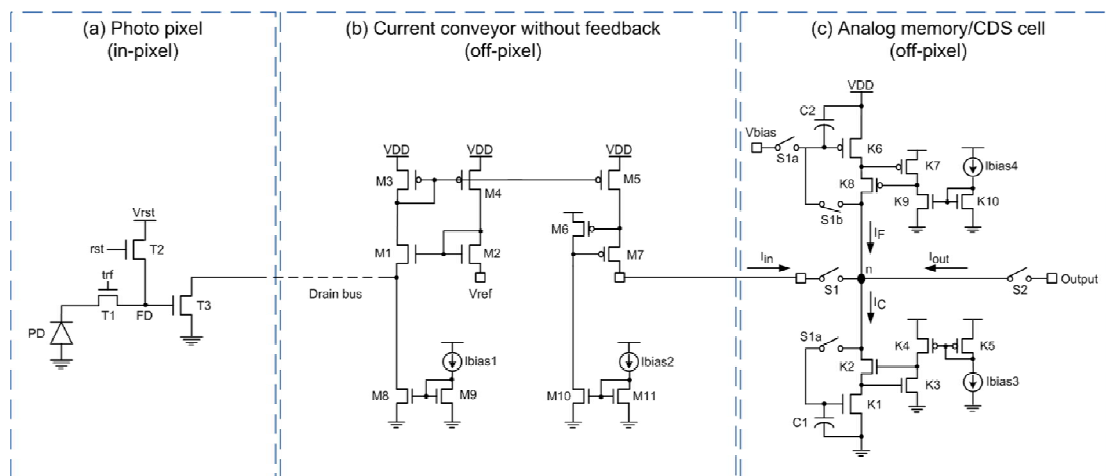 (a) Photo pixel
(in-pixel)
Vrst
rst
T2
trf
T1
FD
T3
PD
(b) Current conveyor without feedback
(off-pixel)
VDD
VDD
VDD
M3
M4
M5
M6
M1
M2
M7
Vref
Drain bus
Ibias1
Ibias2
M8
M9
M10
M11
(c) Analog memory/CDS cell
(off-pixel)
VDD
C2
Vbias
S1a
K6
K7
Ibias4
K8
K9
K10
S1b
IF
Iin
n
Iout
S1
S2
Output
IC
S1a
K4
K5
K2
K3
Ibias3
K1
C1